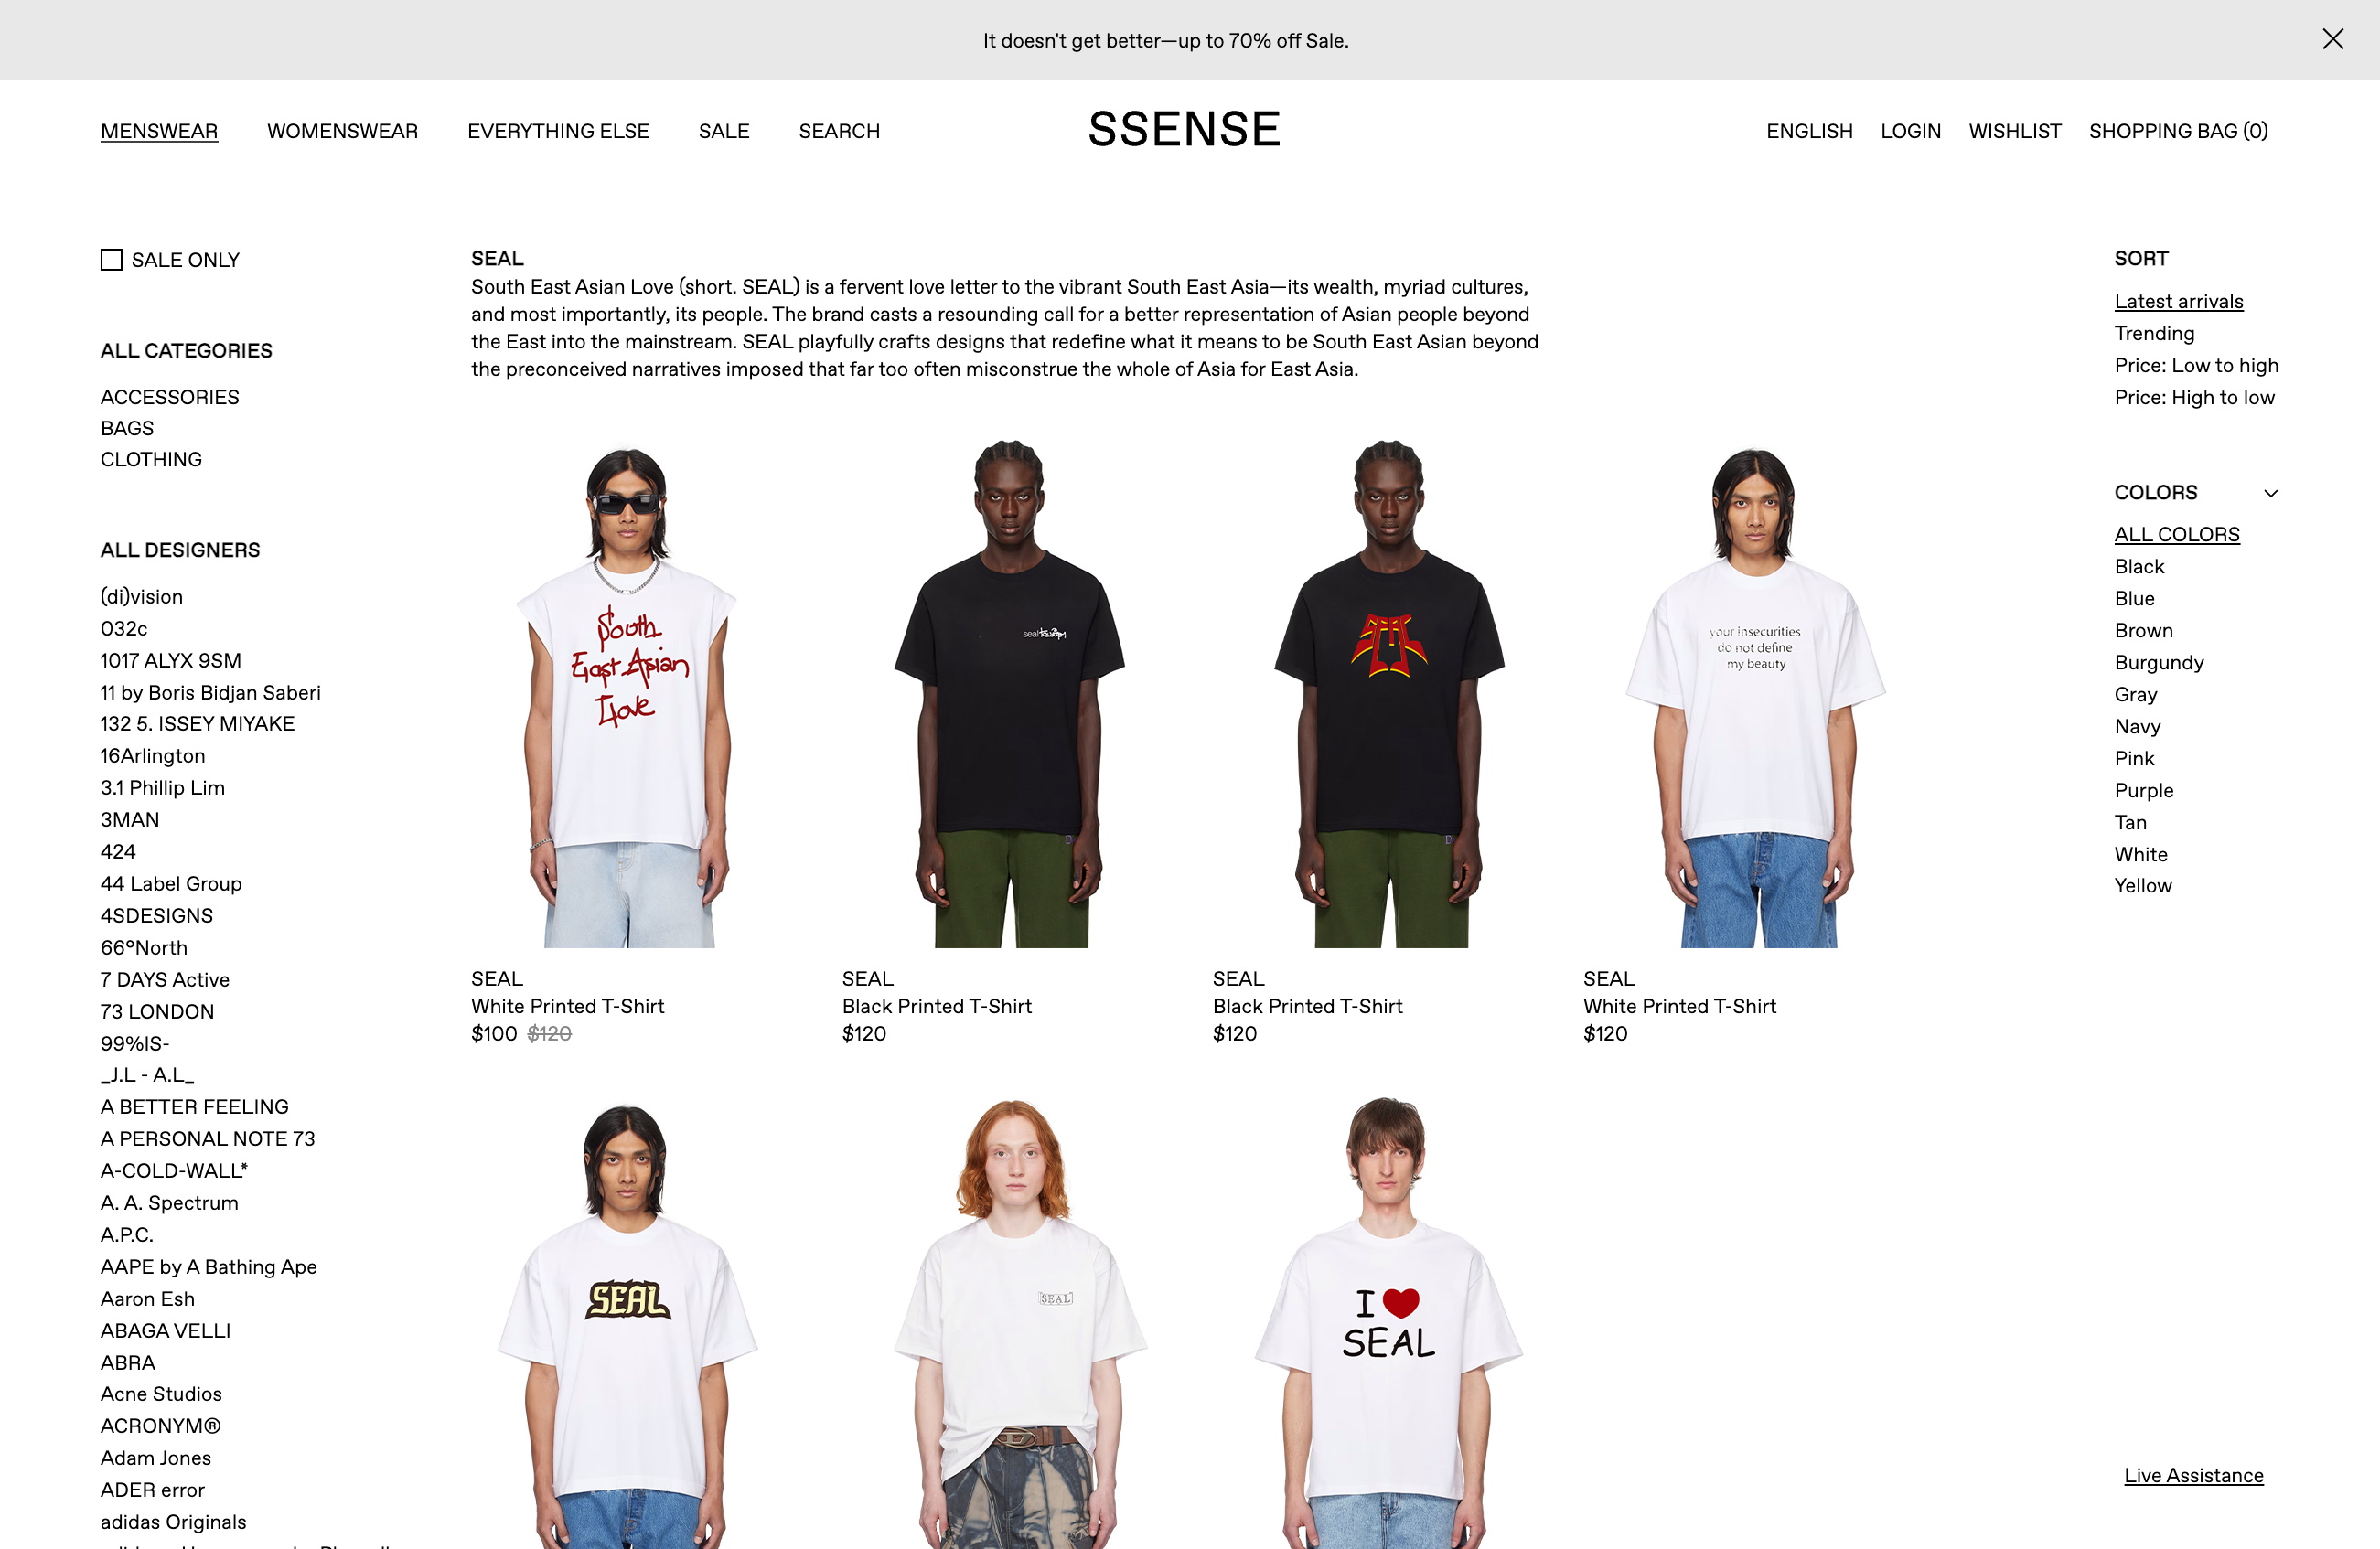 It doesn't get better—up to 70% off Sale.
MENSWEAR WOMENSWEAR EVERYTHING ELSE SALE SEARCH SSENSE ENGLISH LOGIN WISHLIST SHOPPING BAG (0)
SALE ONLY
ALL CATEGORIES
ACCESSORIES
BAGS
CLOTHING
ALL DESIGNERS
(di)vision
032c
1017 ALYX 9SM
11 by Boris Bidjan Saberi
132 5. ISSEY MIYAKE
16Arlington
3.1 Phillip Lim
3MAN
424
44 Label Group
4SDESIGNS
66°North
7 DAYS Active
73 LONDON
99%IS-
_J.L - A.L_
A BETTER FEELING
A PERSONAL NOTE 73
A-COLD-WALL*
A. A. Spectrum
A.P.C.
AAPE by A Bathing Ape
Aaron Esh
ABAGA VELLI
ABRA
Acne Studios
ACRONYM®
Adam Jones
ADER error
adidas Originals
SEAL
South East Asian Love (short. SEAL) is a fervent love letter to the vibrant South East Asia—its wealth, myriad cultures,
and most importantly, its people. The brand casts a resounding call for a better representation of Asian people beyond
the East into the mainstream. SEAL playfully crafts designs that redefine what it means to be South East Asian beyond
the preconceived narratives imposed that far too often misconstrue the whole of Asia for East Asia.
South
East Asian
Love
seal
SEAL
your insecurities
do not define
my beauty
SEAL
White Printed T-Shirt
$100 $120
SEAL
Black Printed T-Shirt
$120
SEAL
Black Printed T-Shirt
$120
SEAL
White Printed T-Shirt
$120
SEAL
SEAL
I ❤
SEAL
SORT
Latest arrivals
Trending
Price: Low to high
Price: High to low
COLORS
ALL COLORS
Black
Blue
Brown
Burgundy
Gray
Navy
Pink
Purple
Tan
White
Yellow
Live Assistance